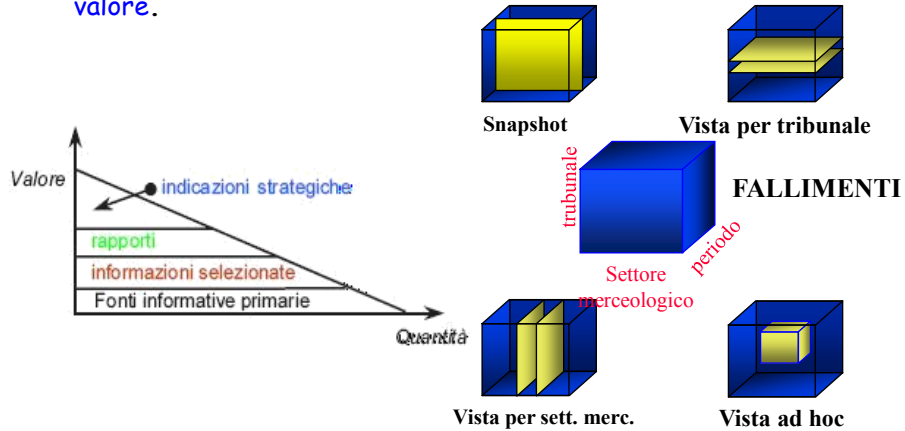 valore.
Snapshot
Vista per tribunale
Valore
indicazioni strategiche
rapporti
informazioni selezionate
Fonti informative primarie
Quantità
trubunale
FALLIMENTI
periodo
Settore
merceologico
Vista per sett. merc.
Vista ad hoc